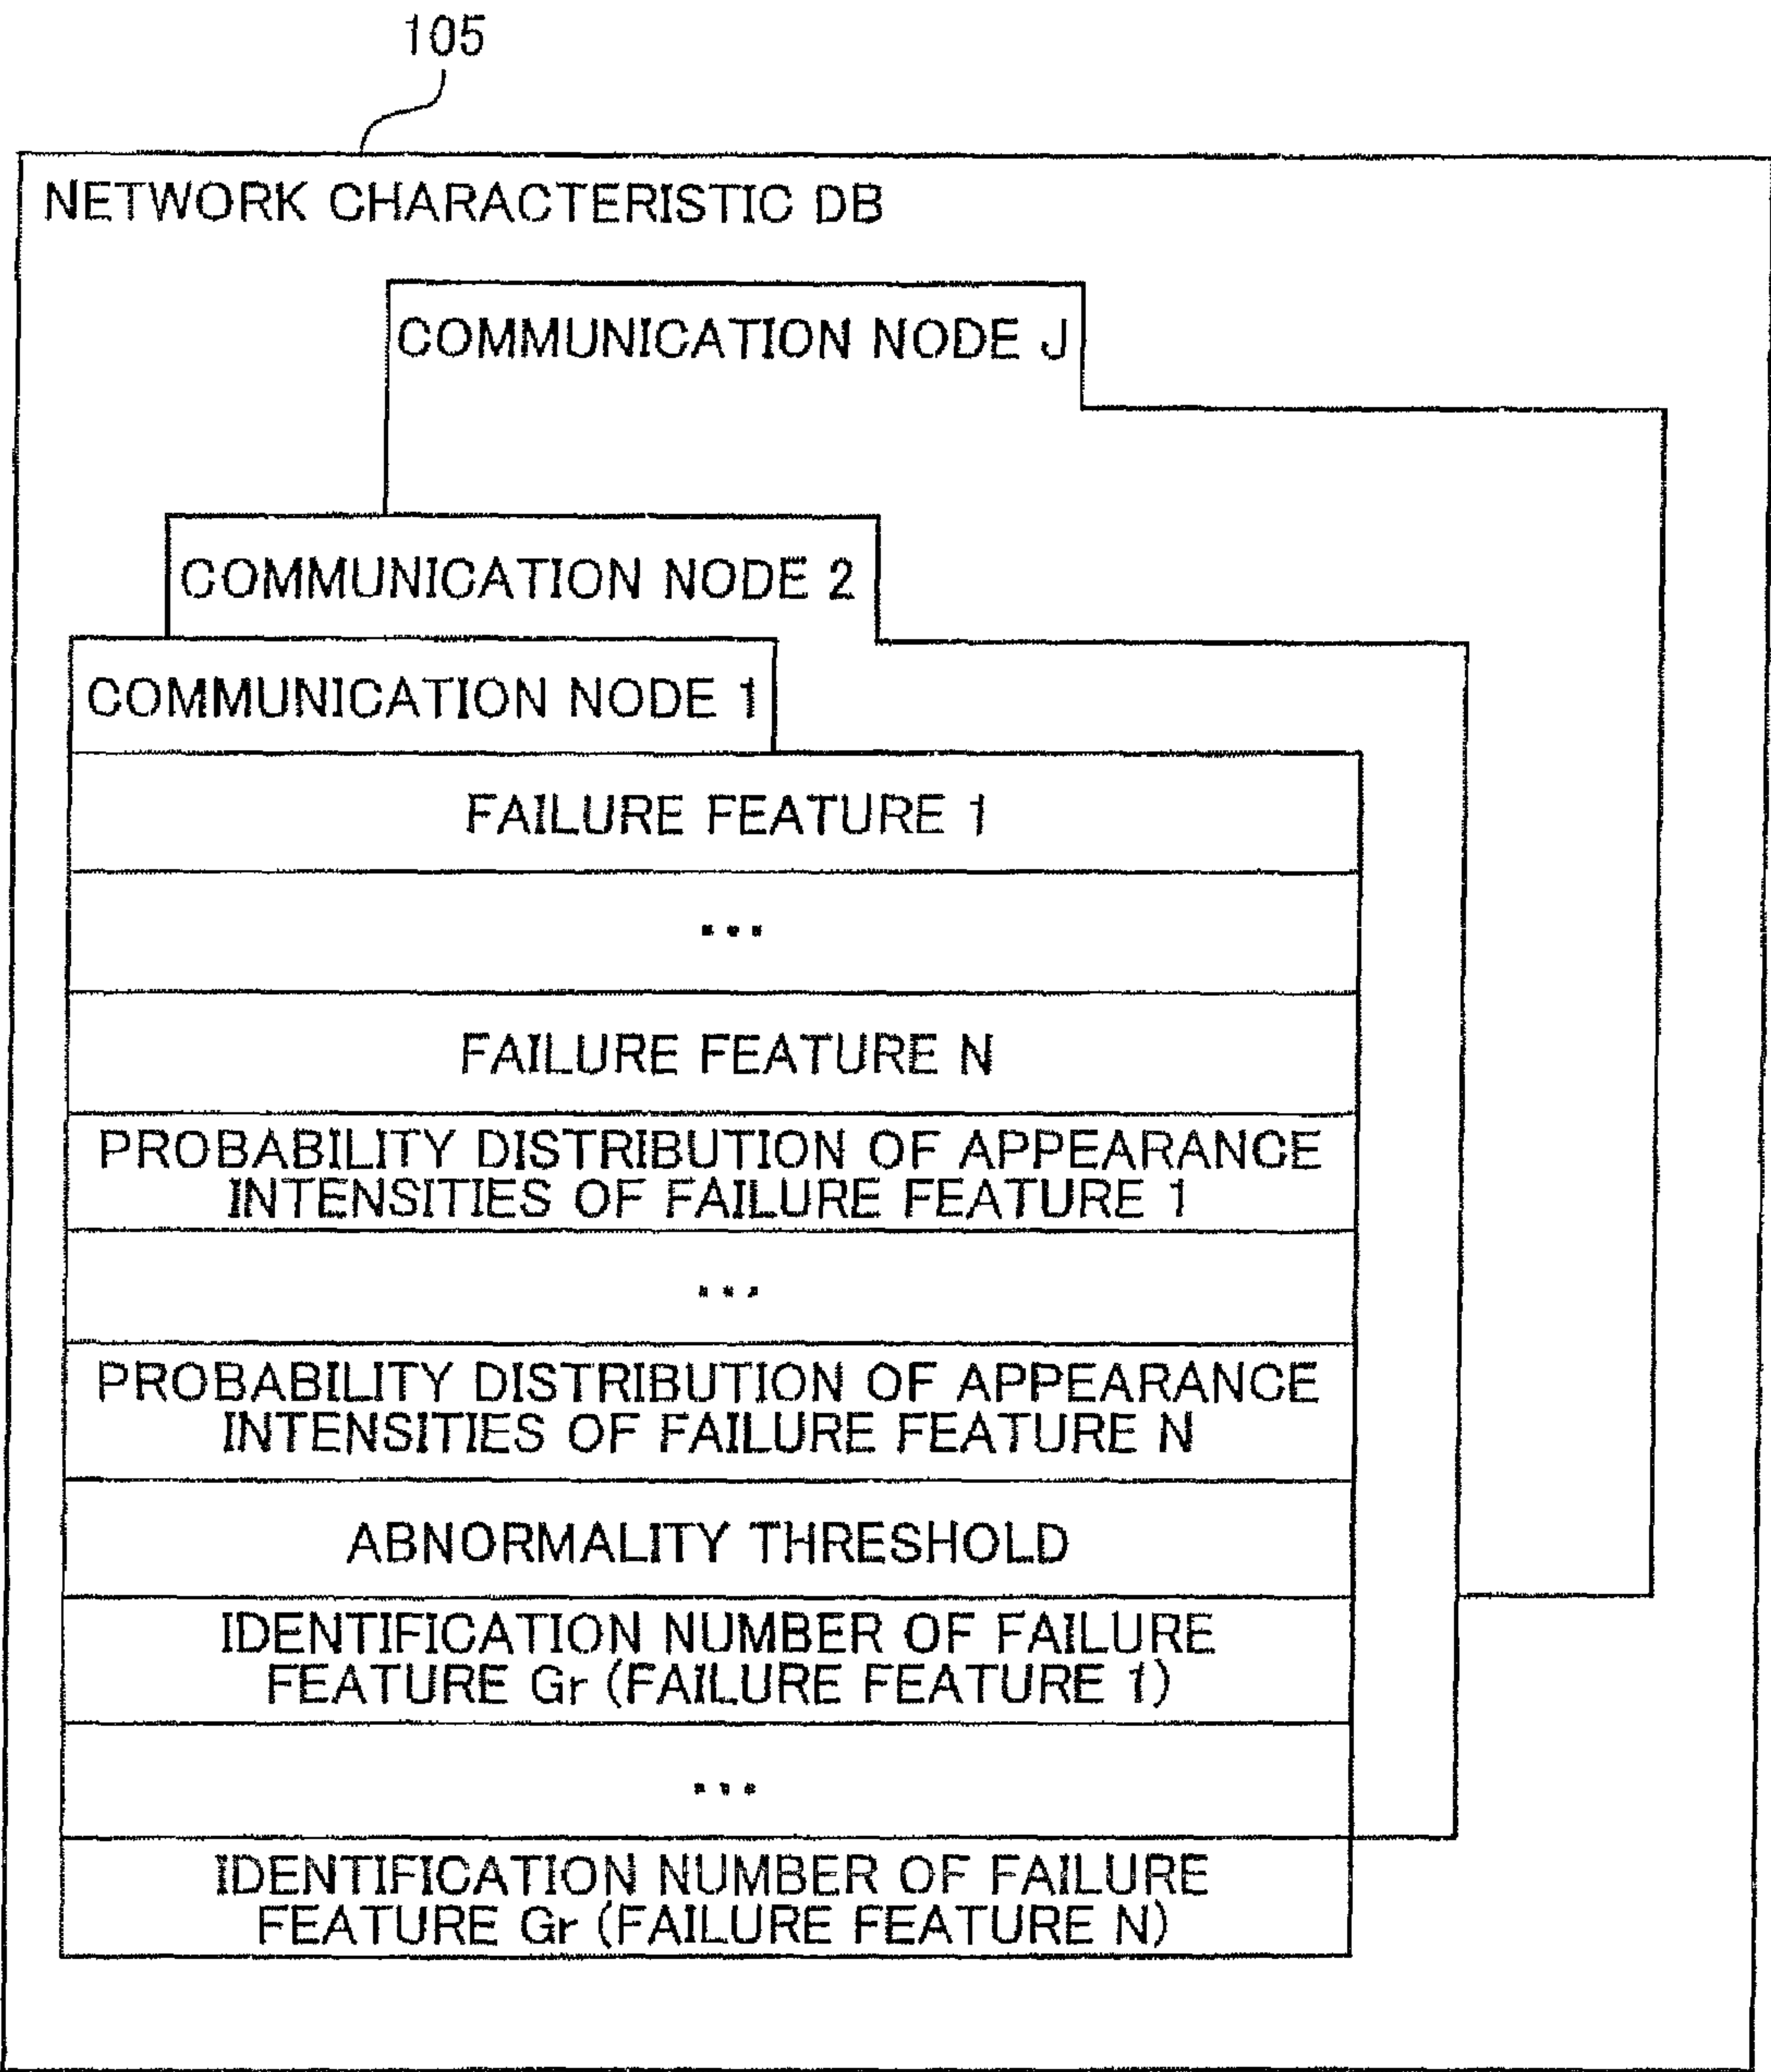 105
NETWORK CHARACTERISTIC DB
COMMUNICATION NODE J
COMMUNICATION NODE 2
COMMUNICATION NODE 1
FAILURE FEATURE 1
...
FAILURE FEATURE N
PROBABILITY DISTRIBUTION OF APPEARANCE
INTENSITIES OF FAILURE FEATURE 1
...
PROBABILITY DISTRIBUTION OF APPEARANCE
INTENSITIES OF FAILURE FEATURE N
ABNORMALITY THRESHOLD
IDENTIFICATION NUMBER OF FAILURE
FEATURE Gr (FAILURE FEATURE 1)
...
IDENTIFICATION NUMBER OF FAILURE
FEATURE Gr (FAILURE FEATURE N)